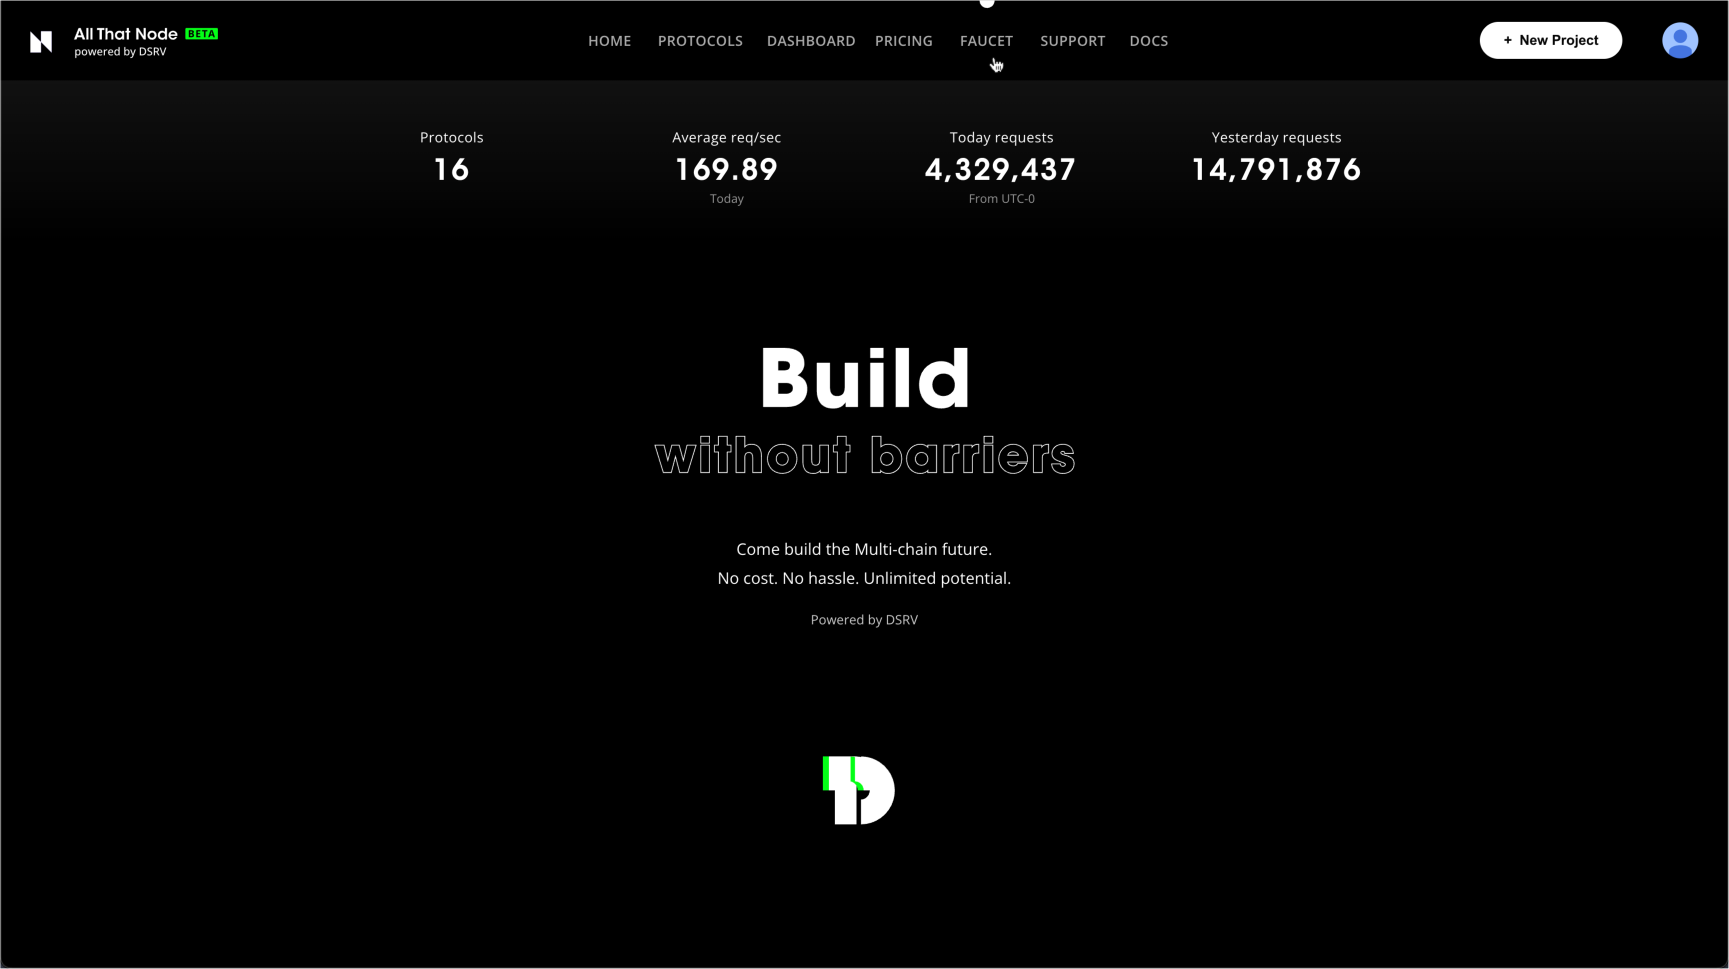 All That Node BETA
powered by DSRV
HOME PROTOCOLS DASHBOARD PRICING FAUCET SUPPORT DOCS
+ New Project
Protocols
16
Average req/sec
169.89
Today
Today requests
4,329,437
From UTC-0
Yesterday requests
14,791,876
Build
without barriers
Come build the Multi-chain future.
No cost. No hassle. Unlimited potential.
Powered by DSRV